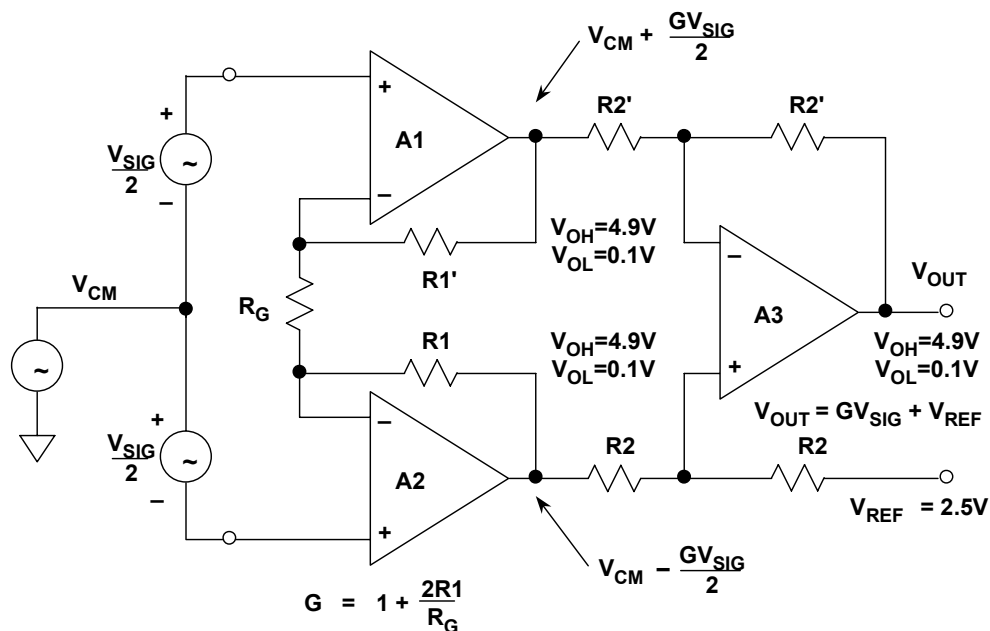 V_CM + GV_SIG/2
R2'
R2'
+
A1
–
+
V_SIG/2
~
–
V_OH=4.9V
V_OL=0.1V
R1'
V_CM
R_G
–
A3
+
V_OUT
V_OH=4.9V
V_OL=0.1V
V_OUT = GV_SIG + V_REF
~
R1
V_OH=4.9V
V_OL=0.1V
+
V_SIG/2
~
–
–
A2
+
R2
R2
V_REF = 2.5V
V_CM – GV_SIG/2
G = 1 + 2R1/R_G